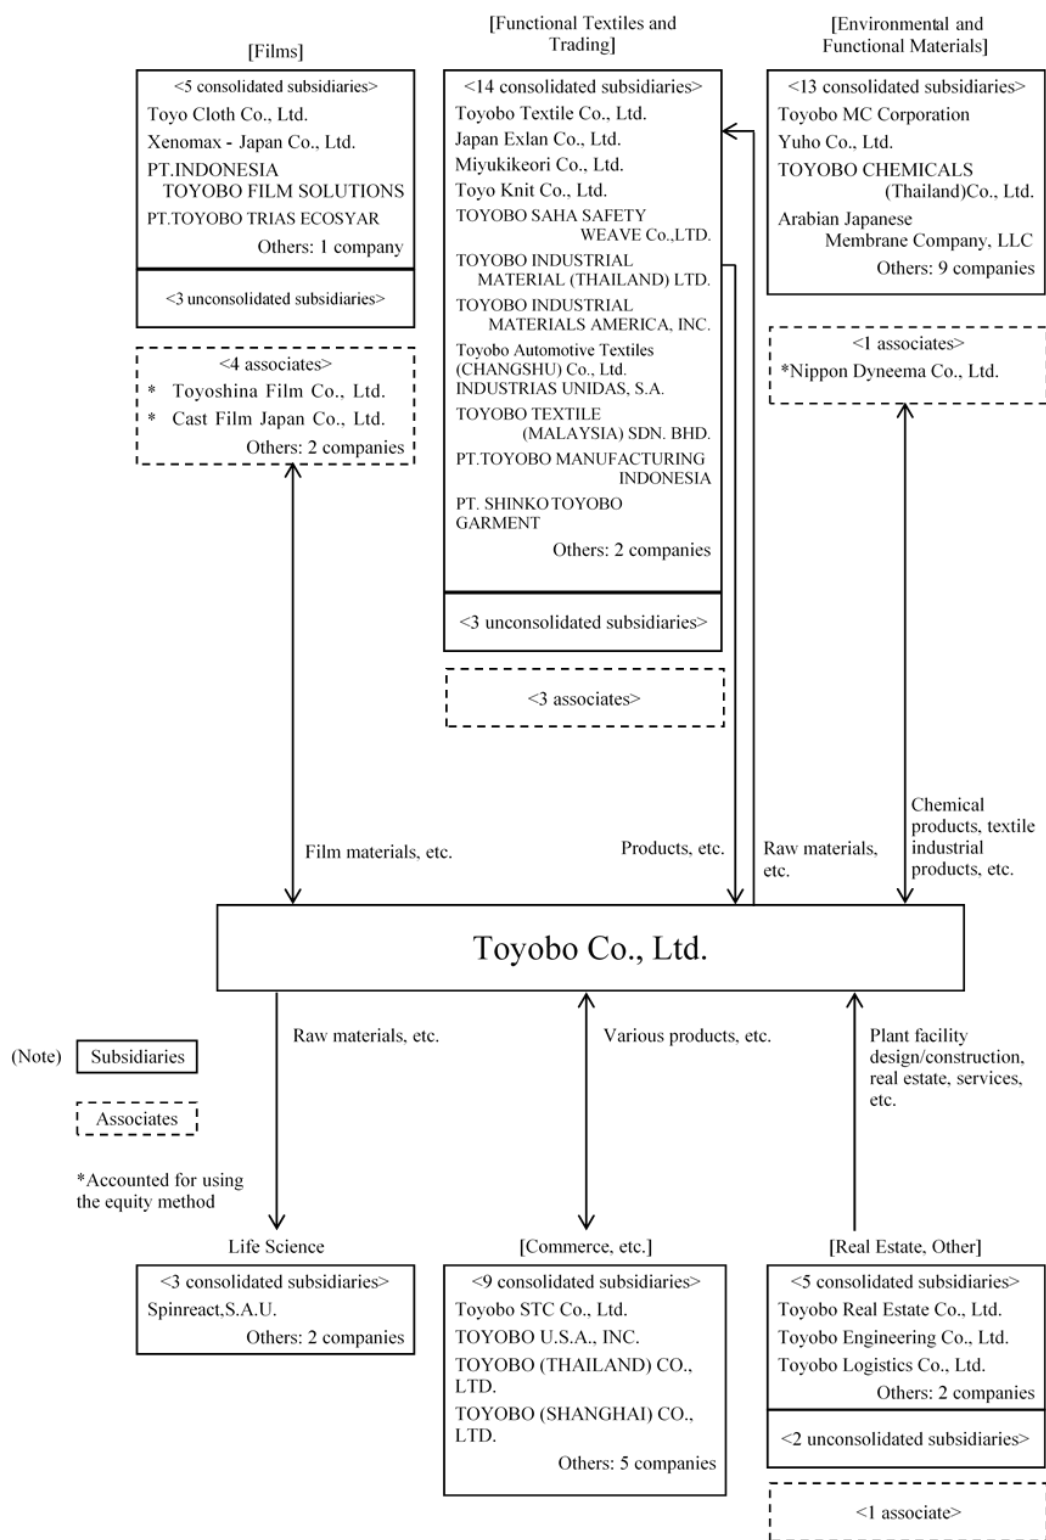 [Films]
<5 consolidated subsidiaries>
Toyo Cloth Co., Ltd.
Xenomax - Japan Co., Ltd.
PT.INDONESIA
TOYOBO FILM SOLUTIONS
PT.TOYOBO TRIAS ECOSYAR
Others: 1 company
<3 unconsolidated subsidiaries>
<4 associates>
* Toyoshina Film Co., Ltd.
* Cast Film Japan Co., Ltd.
Others: 2 companies
[Functional Textiles and
Trading]
<14 consolidated subsidiaries>
Toyobo Textile Co., Ltd.
Japan Exlan Co., Ltd.
Miyukikeori Co., Ltd.
Toyo Knit Co., Ltd.
TOYOBO SAHA SAFETY
WEAVE Co.,LTD.
TOYOBO INDUSTRIAL
MATERIAL (THAILAND) LTD.
TOYOBO INDUSTRIAL
MATERIALS AMERICA, INC.
Toyobo Automotive Textiles
(CHANGSHU) Co., Ltd.
INDUSTRIAS UNIDAS, S.A.
TOYOBO TEXTILE
(MALAYSIA) SDN. BHD.
PT.TOYOBO MANUFACTURING
INDONESIA
PT. SHINKO TOYOBO
GARMENT
Others: 2 companies
<3 unconsolidated subsidiaries>
<3 associates>
[Environmental and
Functional Materials]
<13 consolidated subsidiaries>
Toyobo MC Corporation
Yuho Co., Ltd.
TOYOBO CHEMICALS
(Thailand)Co., Ltd.
Arabian Japanese
Membrane Company, LLC
Others: 9 companies
<1 associates>
*Nippon Dyneema Co., Ltd.
Film materials, etc.
Products, etc.
Raw materials,
etc.
Chemical
products, textile
industrial
products, etc.
Toyobo Co., Ltd.
Raw materials, etc.
Various products, etc.
Plant facility
design/construction,
real estate, services,
etc.
(Note) Subsidiaries
Associates
*Accounted for using
the equity method
Life Science
<3 consolidated subsidiaries>
Spinreact,S.A.U.
Others: 2 companies
[Commerce, etc.]
<9 consolidated subsidiaries>
Toyobo STC Co., Ltd.
TOYOBO U.S.A., INC.
TOYOBO (THAILAND) CO.,
LTD.
TOYOBO (SHANGHAI) CO.,
LTD.
Others: 5 companies
[Real Estate, Other]
<5 consolidated subsidiaries>
Toyobo Real Estate Co., Ltd.
Toyobo Engineering Co., Ltd.
Toyobo Logistics Co., Ltd.
Others: 2 companies
<2 unconsolidated subsidiaries>
<1 associate>